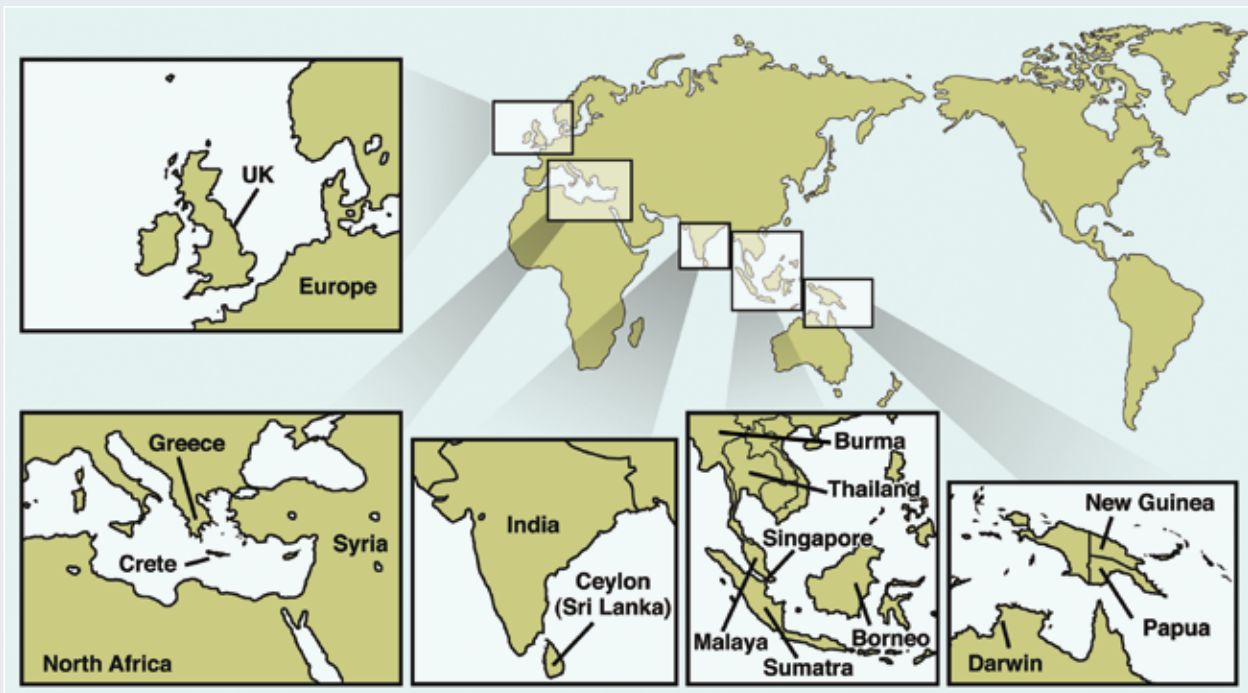 UK
Europe
Greece
Syria
Crete
North Africa
India
Ceylon
(Sri Lanka)
Burma
Thailand
Singapore
Malaya
Borneo
Sumatra
New Guinea
Papua
Darwin